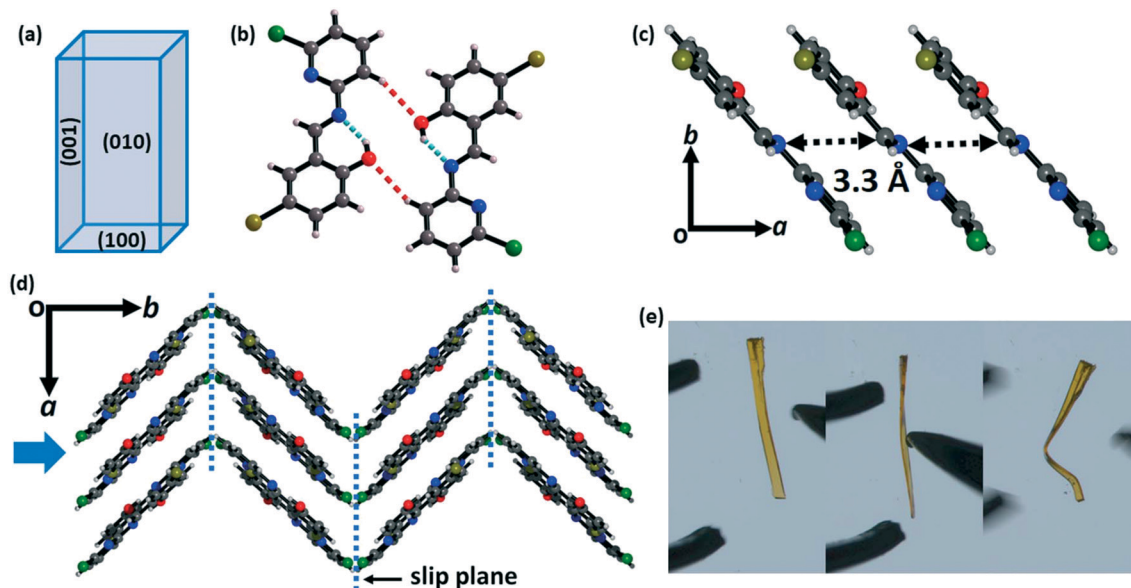 (a)
(001)
(010)
(100)
(b)
(c)
b
o
a
3.3 Å
(d)
o
b
a
slip plane
(e)